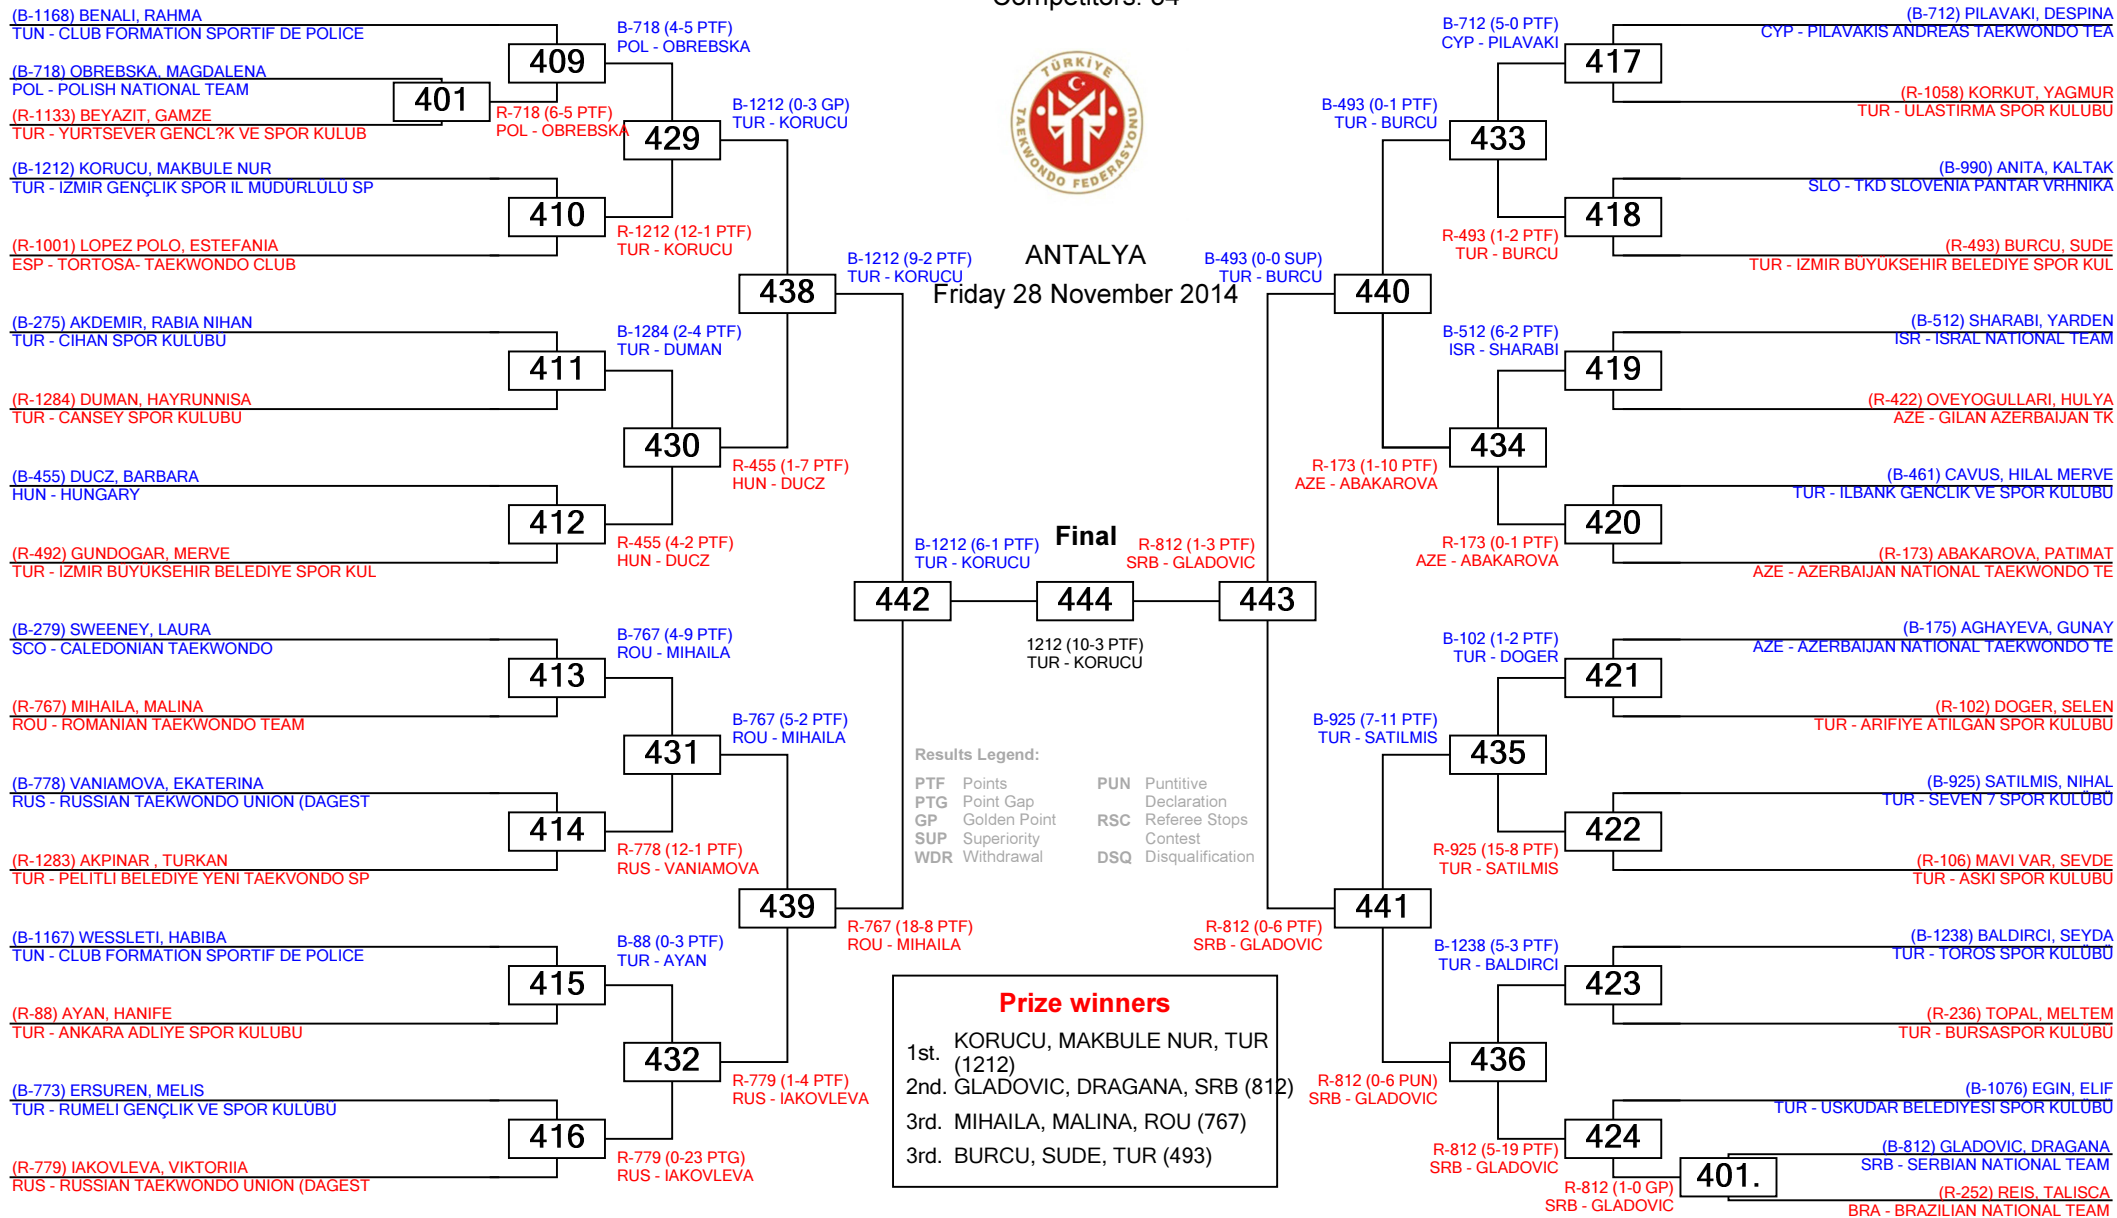 Competitors: 34
(B-1168) BENALI, RAHMA
TUN - CLUB FORMATION SPORTIF DE POLICE
(B-718) OBREBSKA, MAGDALENA
POL - POLISH NATIONAL TEAM
(R-1133) BEYAZIT, GAMZE
TUR - YURTSEVER GENCL?K VE SPOR KULUB
(B-1212) KORUCU, MAKBULE NUR
TUR - IZMIR GENÇLIK SPOR IL MÜDÜRLÜLÜ SP
(R-1001) LOPEZ POLO, ESTEFANIA
ESP - TORTOSA- TAEKWONDO CLUB
(B-275) AKDEMIR, RABIA NIHAN
TUR - CIHAN SPOR KULUBU
(R-1284) DUMAN, HAYRUNNISA
TUR - CANSEY SPOR KULUBU
(B-455) DUCZ, BARBARA
HUN - HUNGARY
(R-492) GUNDOGAR, MERVE
TUR - IZMIR BUYUKSEHIR BELEDIYE SPOR KUL
(B-279) SWEENEY, LAURA
SCO - CALEDONIAN TAEKWONDO
(R-767) MIHAILA, MALINA
ROU - ROMANIAN TAEKWONDO TEAM
(B-778) VANIAMOVA, EKATERINA
RUS - RUSSIAN TAEKWONDO UNION (DAGEST
(R-1283) AKPINAR , TURKAN
TUR - PELITLI BELEDIYE YENI TAEKVONDO SP
(B-1167) WESSLETI, HABIBA
TUN - CLUB FORMATION SPORTIF DE POLICE
(R-88) AYAN, HANIFE
TUR - ANKARA ADLIYE SPOR KULUBU
(B-773) ERSUREN, MELIS
TUR - RUMELI GENÇLIK VE SPOR KULÜBÜ
(R-779) IAKOVLEVA, VIKTORIIA
RUS - RUSSIAN TAEKWONDO UNION (DAGEST
401
R-718 (6-5 PTF)
POL - OBREBSKA
409
410
411
412
413
414
415
416
B-718 (4-5 PTF)
POL - OBREBSKA
R-1212 (12-1 PTF)
TUR - KORUCU
B-1284 (2-4 PTF)
TUR - DUMAN
R-455 (4-2 PTF)
HUN - DUCZ
B-767 (4-9 PTF)
ROU - MIHAILA
R-778 (12-1 PTF)
RUS - VANIAMOVA
B-88 (0-3 PTF)
TUR - AYAN
R-779 (0-23 PTG)
RUS - IAKOVLEVA
429
430
431
432
B-1212 (0-3 GP)
TUR - KORUCU
R-455 (1-7 PTF)
HUN - DUCZ
B-767 (5-2 PTF)
ROU - MIHAILA
R-779 (1-4 PTF)
RUS - IAKOVLEVA
438
439
B-1212 (9-2 PTF)
TUR - KORUCU
R-767 (18-8 PTF)
ROU - MIHAILA
442
B-1212 (6-1 PTF)
TUR - KORUCU
TÜRKİYE
TAEKWONDO FEDERASYONU
ANTALYA
Friday 28 November 2014
Final
444
1212 (10-3 PTF)
TUR - KORUCU
Results Legend:
PTF Points
PTG Point Gap
GP Golden Point
SUP Superiority
WDR Withdrawal
PUN Puntitive
Declaration
RSC Referee Stops
Contest
DSQ Disqualification
Prize winners
1st. KORUCU, MAKBULE NUR, TUR
(1212)
2nd. GLADOVIC, DRAGANA, SRB (812)
3rd. MIHAILA, MALINA, ROU (767)
3rd. BURCU, SUDE, TUR (493)
R-812 (1-3 PTF)
SRB - GLADOVIC
443
B-493 (0-0 SUP)
TUR - BURCU
R-812 (0-6 PTF)
SRB - GLADOVIC
440
441
B-493 (0-1 PTF)
TUR - BURCU
R-173 (1-10 PTF)
AZE - ABAKAROVA
B-925 (7-11 PTF)
TUR - SATILMIS
R-812 (0-6 PUN)
SRB - GLADOVIC
433
434
435
436
B-712 (5-0 PTF)
CYP - PILAVAKI
R-493 (1-2 PTF)
TUR - BURCU
B-512 (6-2 PTF)
ISR - SHARABI
R-173 (0-1 PTF)
AZE - ABAKAROVA
B-102 (1-2 PTF)
TUR - DOGER
R-925 (15-8 PTF)
TUR - SATILMIS
B-1238 (5-3 PTF)
TUR - BALDIRCI
R-812 (5-19 PTF)
SRB - GLADOVIC
417
418
419
420
421
422
423
424
R-812 (1-0 GP)
SRB - GLADOVIC
401.
(B-712) PILAVAKI, DESPINA
CYP - PILAVAKIS ANDREAS TAEKWONDO TEA
(R-1058) KORKUT, YAGMUR
TUR - ULASTIRMA SPOR KULUBU
(B-990) ANITA, KALTAK
SLO - TKD SLOVENIA PANTAR VRHNIKA
(R-493) BURCU, SUDE
TUR - IZMIR BUYUKSEHIR BELEDIYE SPOR KUL
(B-512) SHARABI, YARDEN
ISR - ISRAL NATIONAL TEAM
(R-422) OVEYOGULLARI, HULYA
AZE - GILAN AZERBAIJAN TK
(B-461) CAVUS, HILAL MERVE
TUR - ILBANK GENCLIK VE SPOR KULUBU
(R-173) ABAKAROVA, PATIMAT
AZE - AZERBAIJAN NATIONAL TAEKWONDO TE
(B-175) AGHAYEVA, GUNAY
AZE - AZERBAIJAN NATIONAL TAEKWONDO TE
(R-102) DOGER, SELEN
TUR - ARIFIYE ATILGAN SPOR KULUBU
(B-925) SATILMIS, NIHAL
TUR - SEVEN 7 SPOR KULÜBÜ
(R-106) MAVI VAR, SEVDE
TUR - ASKI SPOR KULUBU
(B-1238) BALDIRCI, SEYDA
TUR - TOROS SPOR KULÜBÜ
(R-236) TOPAL, MELTEM
TUR - BURSASPOR KULÜBÜ
(B-1076) EGIN, ELIF
TUR - USKUDAR BELEDIYESI SPOR KULÜBÜ
(B-812) GLADOVIC, DRAGANA
SRB - SERBIAN NATIONAL TEAM
(R-252) REIS, TALISCA
BRA - BRAZILIAN NATIONAL TEAM